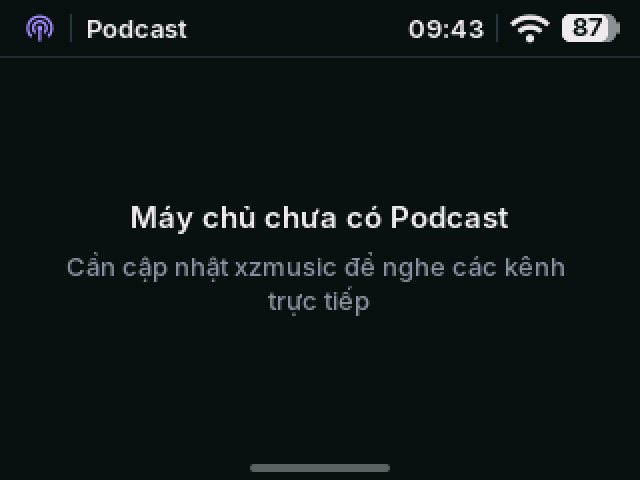 Podcast
09:43
87
Máy chủ chưa có Podcast
Cần cập nhật xzmusic để nghe các kênh
trực tiếp